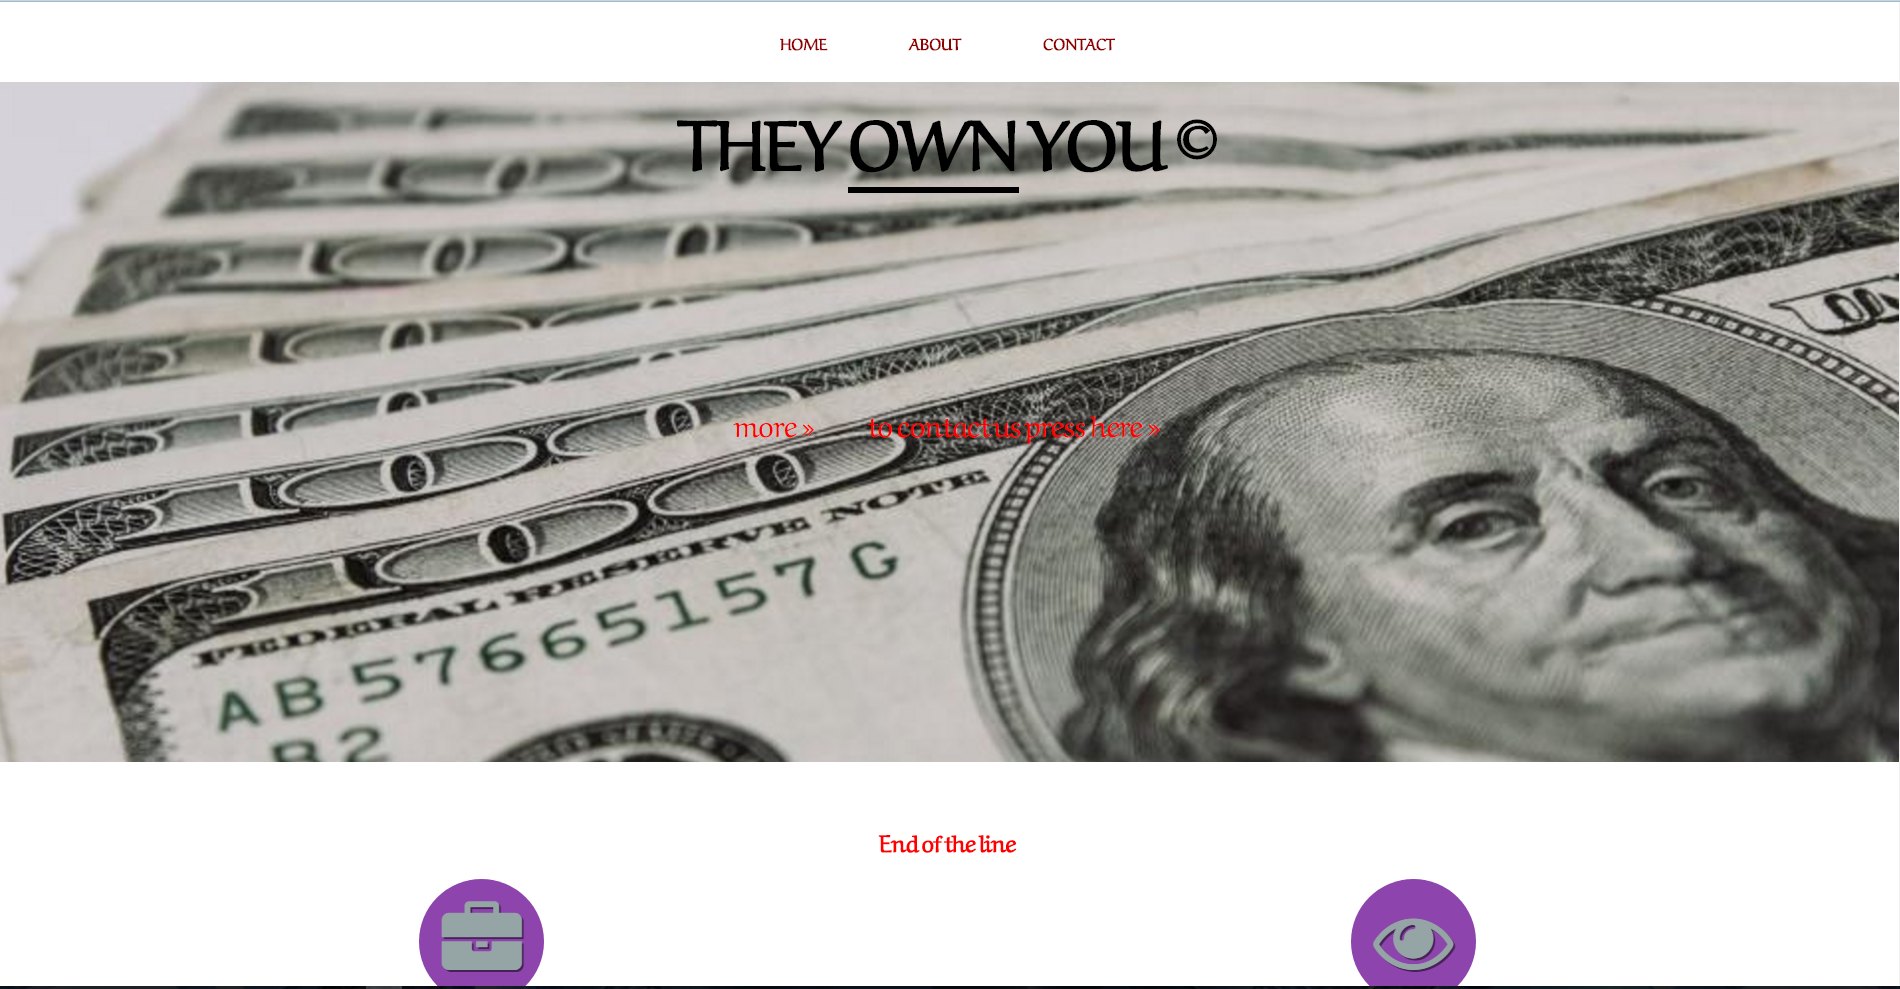 HOME ABOUT CONTACT
THEY OWN YOU ©
more » to contact us press here »
FEDERAL RESERVE NOTE
AB 57665157 G
B2
End of the line